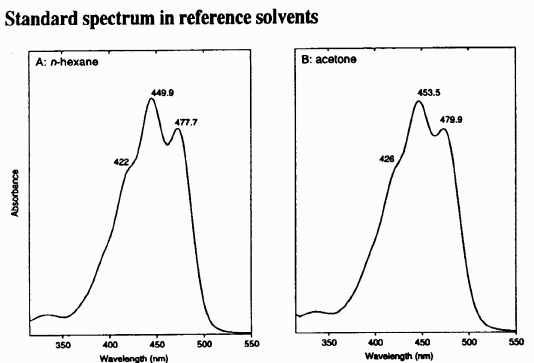 Standard spectrum in reference solvents
A: n-hexane
449.9
477.7
422
Absorbance
350 400 450 500 550
Wavelength (nm)
B: acetone
453.5
479.9
426
350 400 450 500 550
Wavelength (nm)